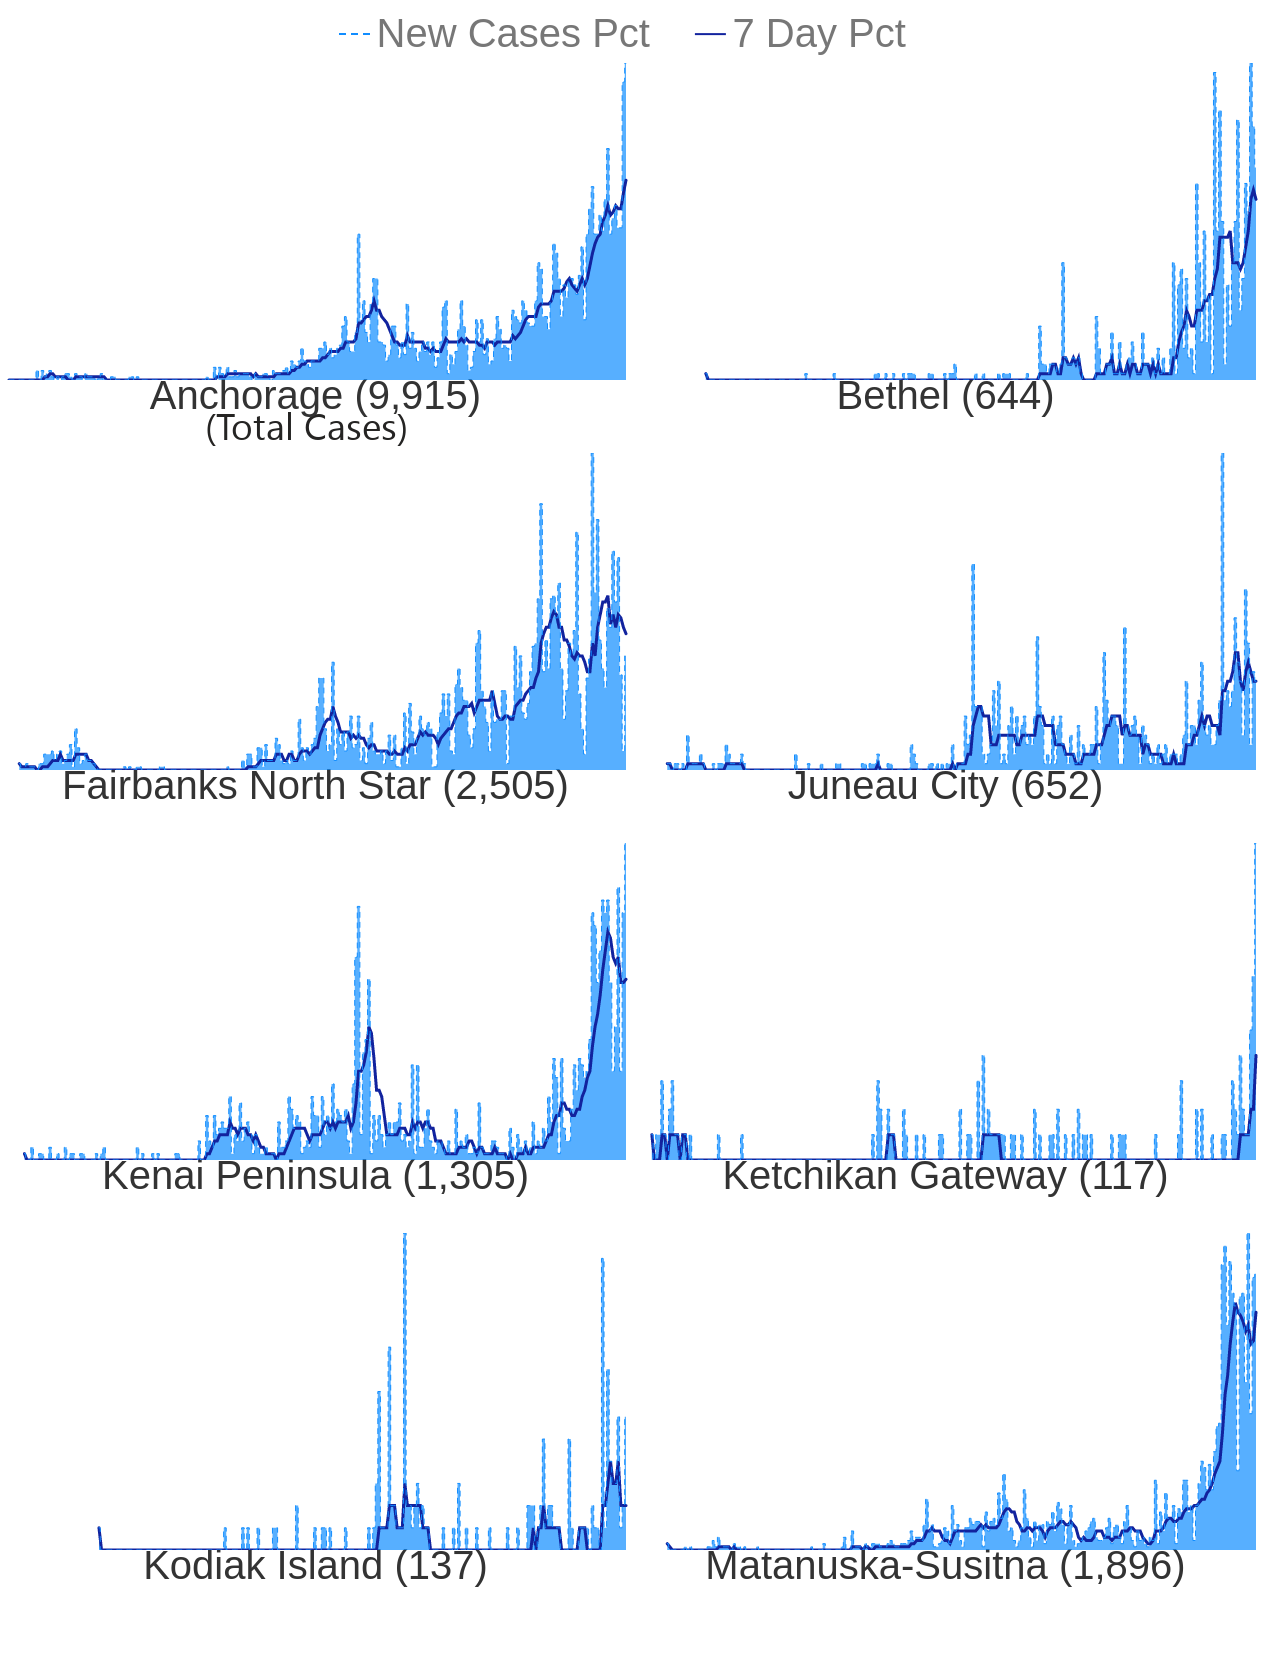 New Cases Pct 7 Day Pct
Anchorage (9,915)
(Total Cases)
Bethel (644)
Fairbanks North Star (2,505)
Juneau City (652)
Kenai Peninsula (1,305)
Ketchikan Gateway (117)
Kodiak Island (137)
Matanuska-Susitna (1,896)